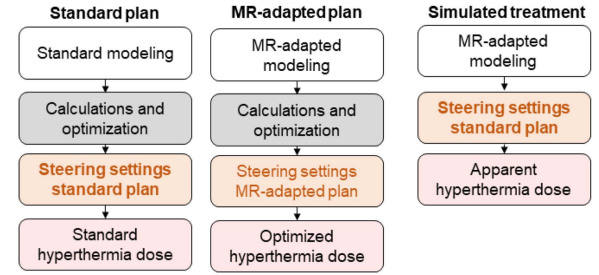 Standard plan
Standard modeling
Calculations and
optimization
Steering settings
standard plan
Standard
hyperthermia dose
MR-adapted plan
MR-adapted
modeling
Calculations and
optimization
Steering settings
MR-adapted plan
Optimized
hyperthermia dose
Simulated treatment
MR-adapted
modeling
Steering settings
standard plan
Apparent
hyperthermia dose